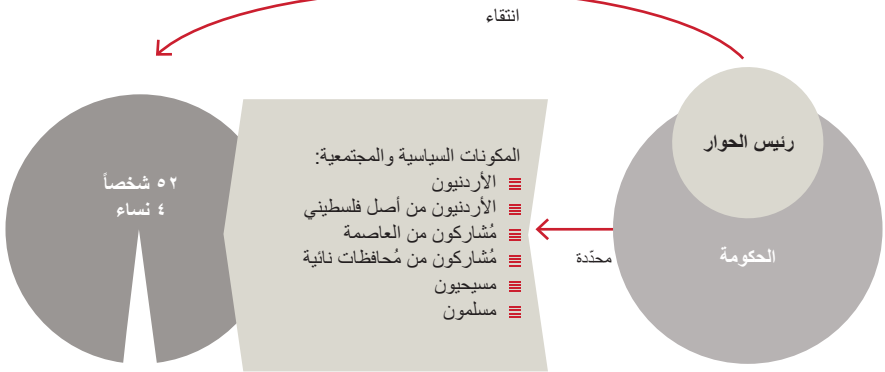 انتقاء
رئيس الحوار
الحكومة
محدّدة
المكونات السياسية والمجتمعية:
الأردنيون
الأردنيون من أصل فلسطيني
مُشاركون من العاصمة
مُشاركون من مُحافظات نائية
مسيحيون
مسلمون
٥٢ شخصاً
٤ نساء